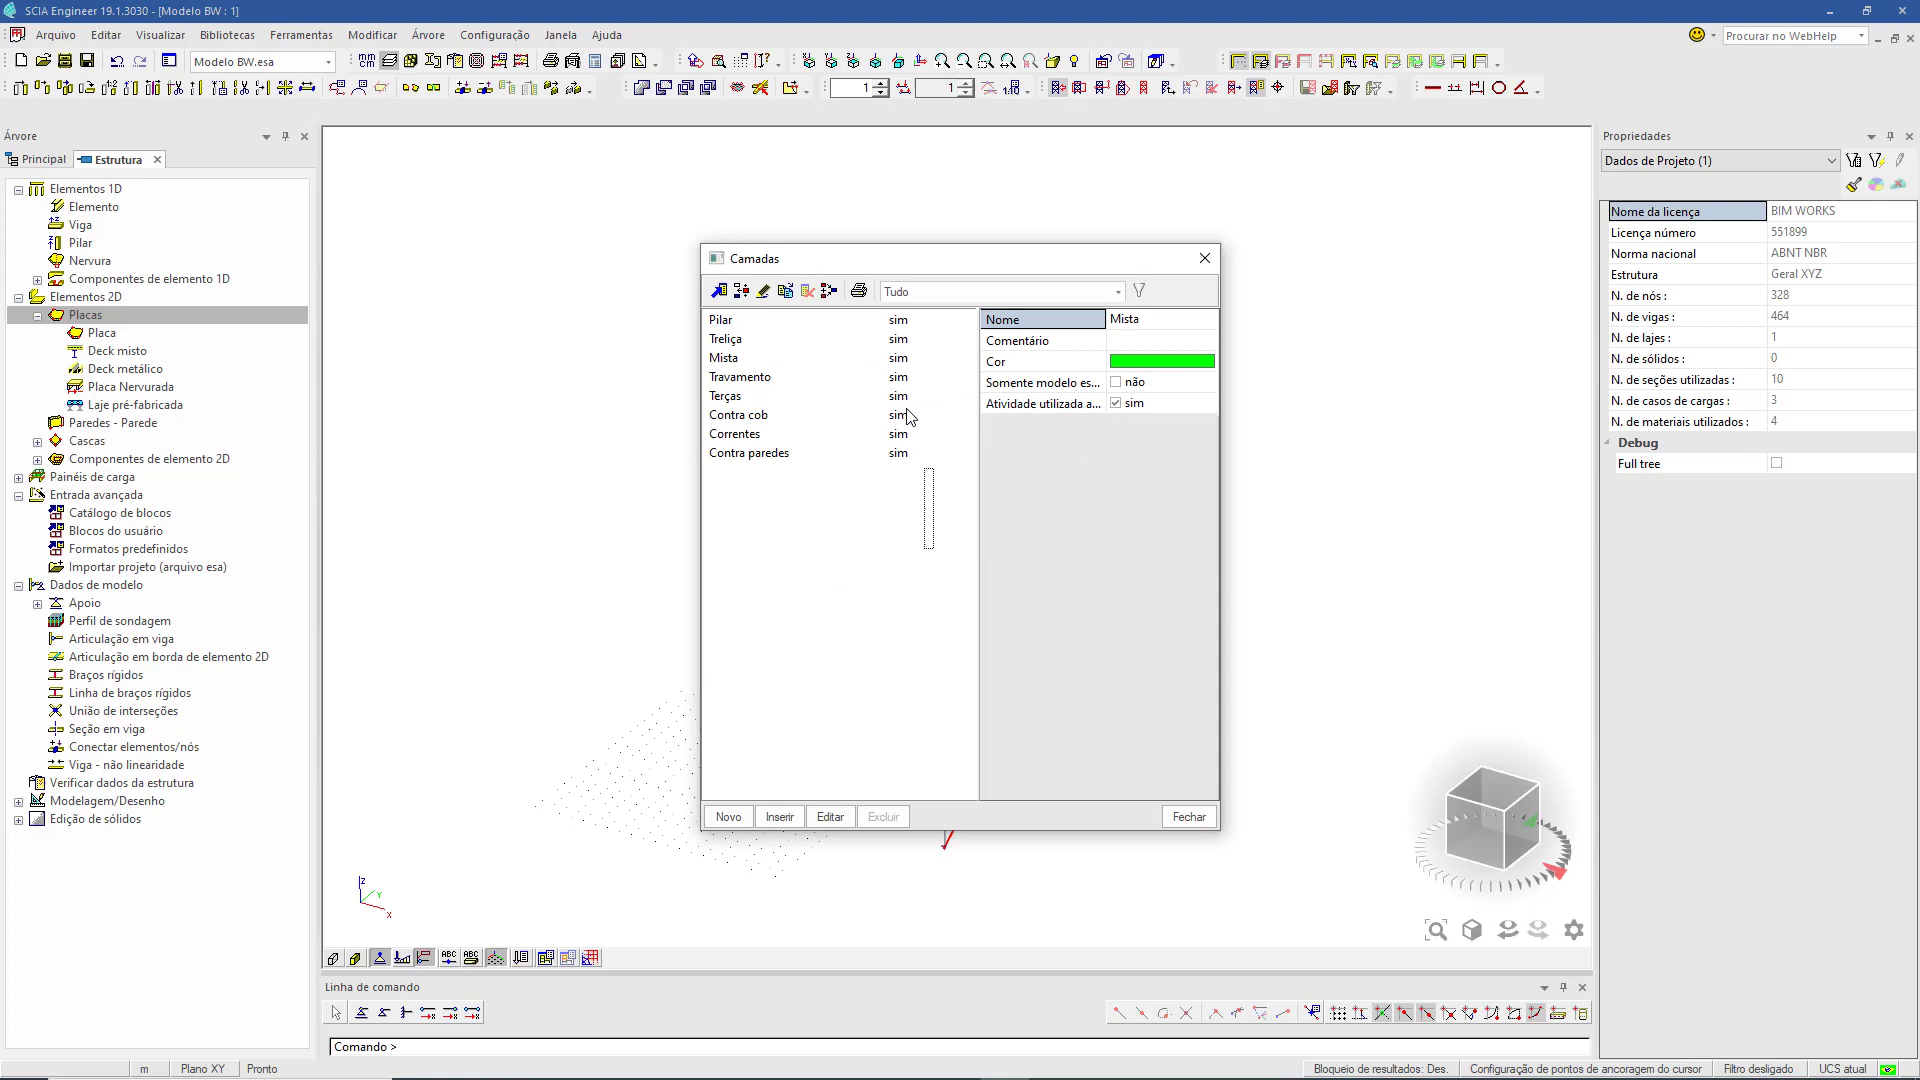 SCIA Engineer 19.1.3030 - [Modelo BW : 1]
Arquivo Editar Visualizar Bibliotecas Ferramentas Modificar Árvore Configuração Janela Ajuda
Procurar no WebHelp
Modelo BW.esa
1 1
Árvore
Principal Estrutura
Elementos 1D
Elemento
Viga
Pilar
Nervura
Componentes de elemento 1D
Elementos 2D
Placas
Placa
Deck misto
Deck metálico
Placa Nervurada
Laje pré-fabricada
Paredes - Parede
Cascas
Componentes de elemento 2D
Painéis de carga
Entrada avançada
Catálogo de blocos
Blocos do usuário
Formatos predefinidos
Importar projeto (arquivo esa)
Dados de modelo
Apoio
Perfil de sondagem
Articulação em viga
Articulação em borda de elemento 2D
Braços rígidos
Linha de braços rígidos
União de interseções
Seção em viga
Conectar elementos/nós
Viga - não linearidade
Verificar dados da estrutura
Modelagem/Desenho
Edição de sólidos
Camadas
Tudo
Pilar sim
Treliça sim
Mista sim
Travamento sim
Terças sim
Contra cob sim
Correntes sim
Contra paredes sim
Nome Mista
Comentário
Cor
Somente modelo es... não
Atividade utilizada a... sim
Novo Inserir Editar Excluir Fechar
Z
Y
X
Propriedades
Dados de Projeto (1)
Nome da licença BIM WORKS
Licença número 551899
Norma nacional ABNT NBR
Estrutura Geral XYZ
N. de nós : 328
N. de vigas : 464
N. de lajes : 1
N. de sólidos : 0
N. de seções utilizadas : 10
N. de casos de cargas : 3
N. de materiais utilizados : 4
Debug
Full tree
Linha de comando
Comando >
m Plano XY Pronto
Bloqueio de resultados: Des. Configuração de pontos de ancoragem do cursor Filtro desligado UCS atual